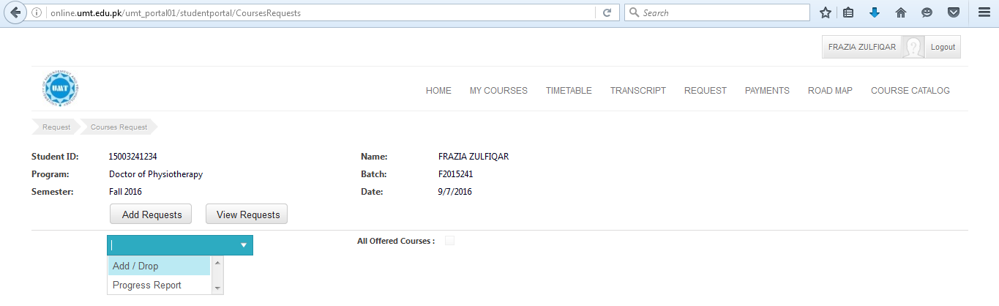 online.umt.edu.pk/umt_portal01/studentportal/CoursesRequests
Search
FRAZIA ZULFIQAR
Logout
UMT
HOME MY COURSES TIMETABLE TRANSCRIPT REQUEST PAYMENTS ROAD MAP COURSE CATALOG
Request Courses Request
Student ID: 15003241234 Name: FRAZIA ZULFIQAR
Program: Doctor of Physiotherapy Batch: F2015241
Semester: Fall 2016 Date: 9/7/2016
Add Requests View Requests
All Offered Courses :
Add / Drop
Progress Report